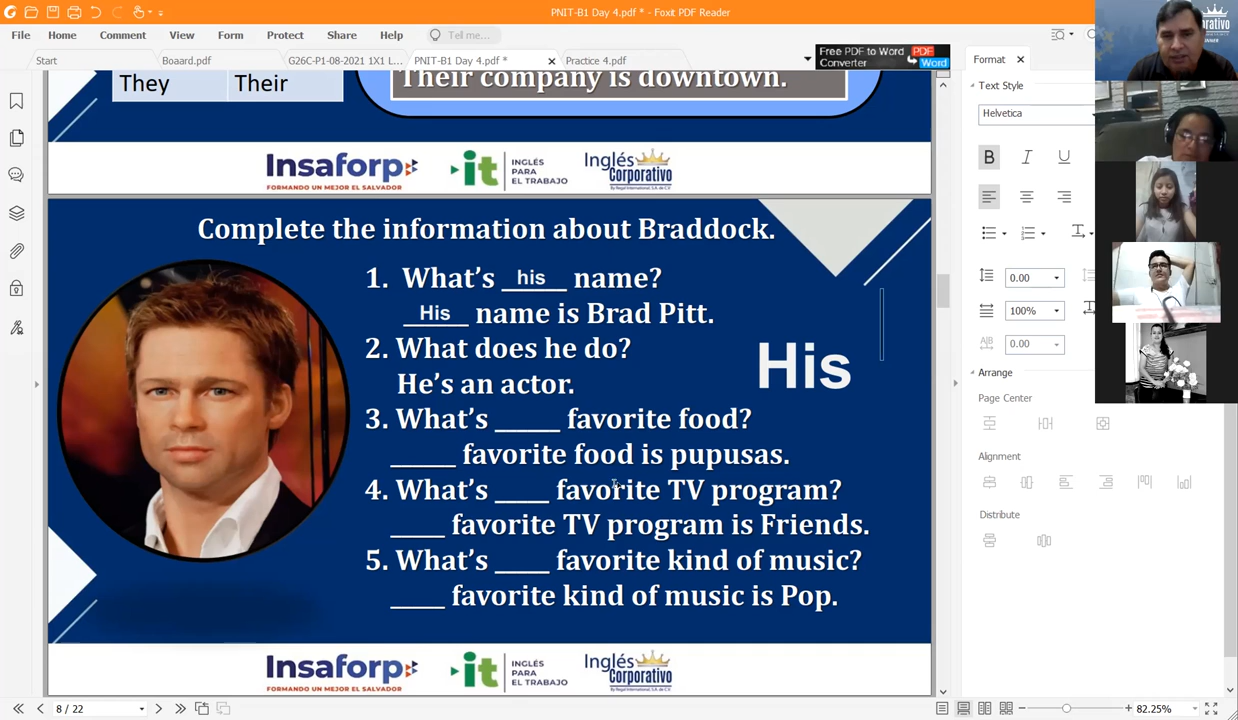 PNIT-B1 Day 4.pdf * - Foxit PDF Reader
File Home Comment View Form Protect Share Help Tell me...
Start Boaard.pdf G26C-P1-08-2021 1X1 L... PNIT-B1 Day 4.pdf * Practice 4.pdf
Free PDF to Word Converter PDF Word
They Their
Their company is downtown.
Insaforp
FORMANDO UN MEJOR EL SALVADOR
it INGLÉS PARA EL TRABAJO
Inglés Corporativo
Complete the information about Braddock.
1. What's his name?
His name is Brad Pitt.
2. What does he do?
He's an actor.
His
3. What's _____ favorite food?
_____ favorite food is pupusas.
4. What's _____ favorite TV program?
_____ favorite TV program is Friends.
5. What's _____ favorite kind of music?
_____ favorite kind of music is Pop.
Insaforp
FORMANDO UN MEJOR EL SALVADOR
it INGLÉS PARA EL TRABAJO
Inglés Corporativo
Format
Text Style
Helvetica
B I U
0.00
100%
0.00
Arrange
Page Center
Alignment
Distribute
8 / 22
82.25%